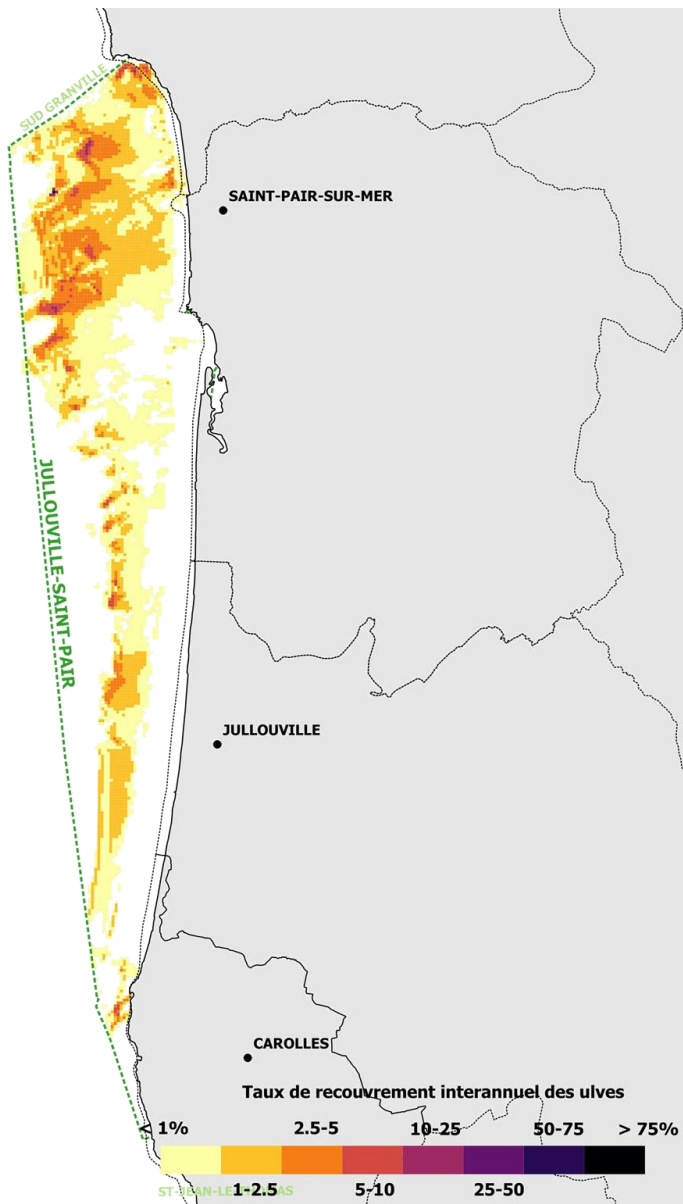 SUD GRANVILLE
SAINT-PAIR-SUR-MER
JULLOUVILLE-SAINT-PAIR
JULLOUVILLE
CAROLLES
Taux de recouvrement interannuel des ulves
< 1% 2.5-5 10-25 50-75 > 75%
1-2.5 5-10 25-50